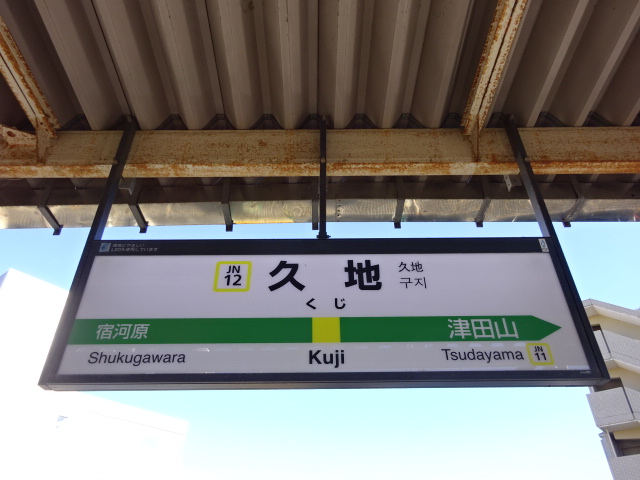 JN
12
久地
久地
구지
くじ
宿河原
津田山
Shukugawara
Kuji
Tsudayama
JN
11